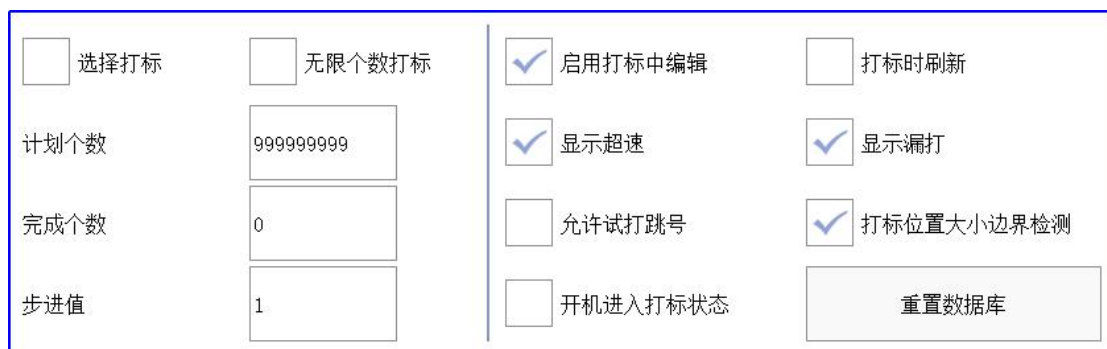 选择打标
无限个数打标
启用打标中编辑
打标时刷新
计划个数
999999999
显示超速
显示漏打
完成个数
0
允许试打跳号
打标位置大小边界检测
步进值
1
开机进入打标状态
重置数据库